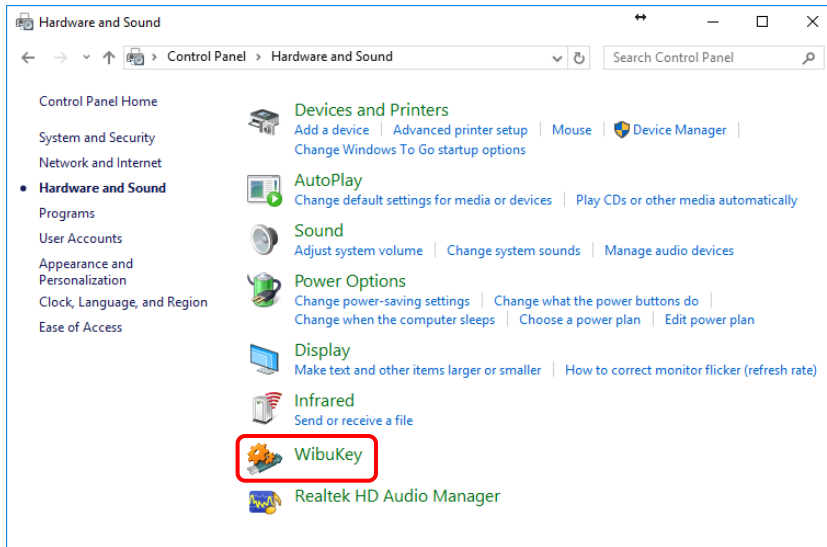 Hardware and Sound
Control Panel > Hardware and Sound
Search Control Panel
Control Panel Home
System and Security
Network and Internet
Hardware and Sound
Programs
User Accounts
Appearance and
Personalization
Clock, Language, and Region
Ease of Access
Devices and Printers
Add a device | Advanced printer setup | Mouse | Device Manager |
Change Windows To Go startup options
AutoPlay
Change default settings for media or devices | Play CDs or other media automatically
Sound
Adjust system volume | Change system sounds | Manage audio devices
Power Options
Change power-saving settings | Change what the power buttons do |
Change when the computer sleeps | Choose a power plan | Edit power plan
Display
Make text and other items larger or smaller | How to correct monitor flicker (refresh rate)
Infrared
Send or receive a file
WibuKey
Realtek HD Audio Manager